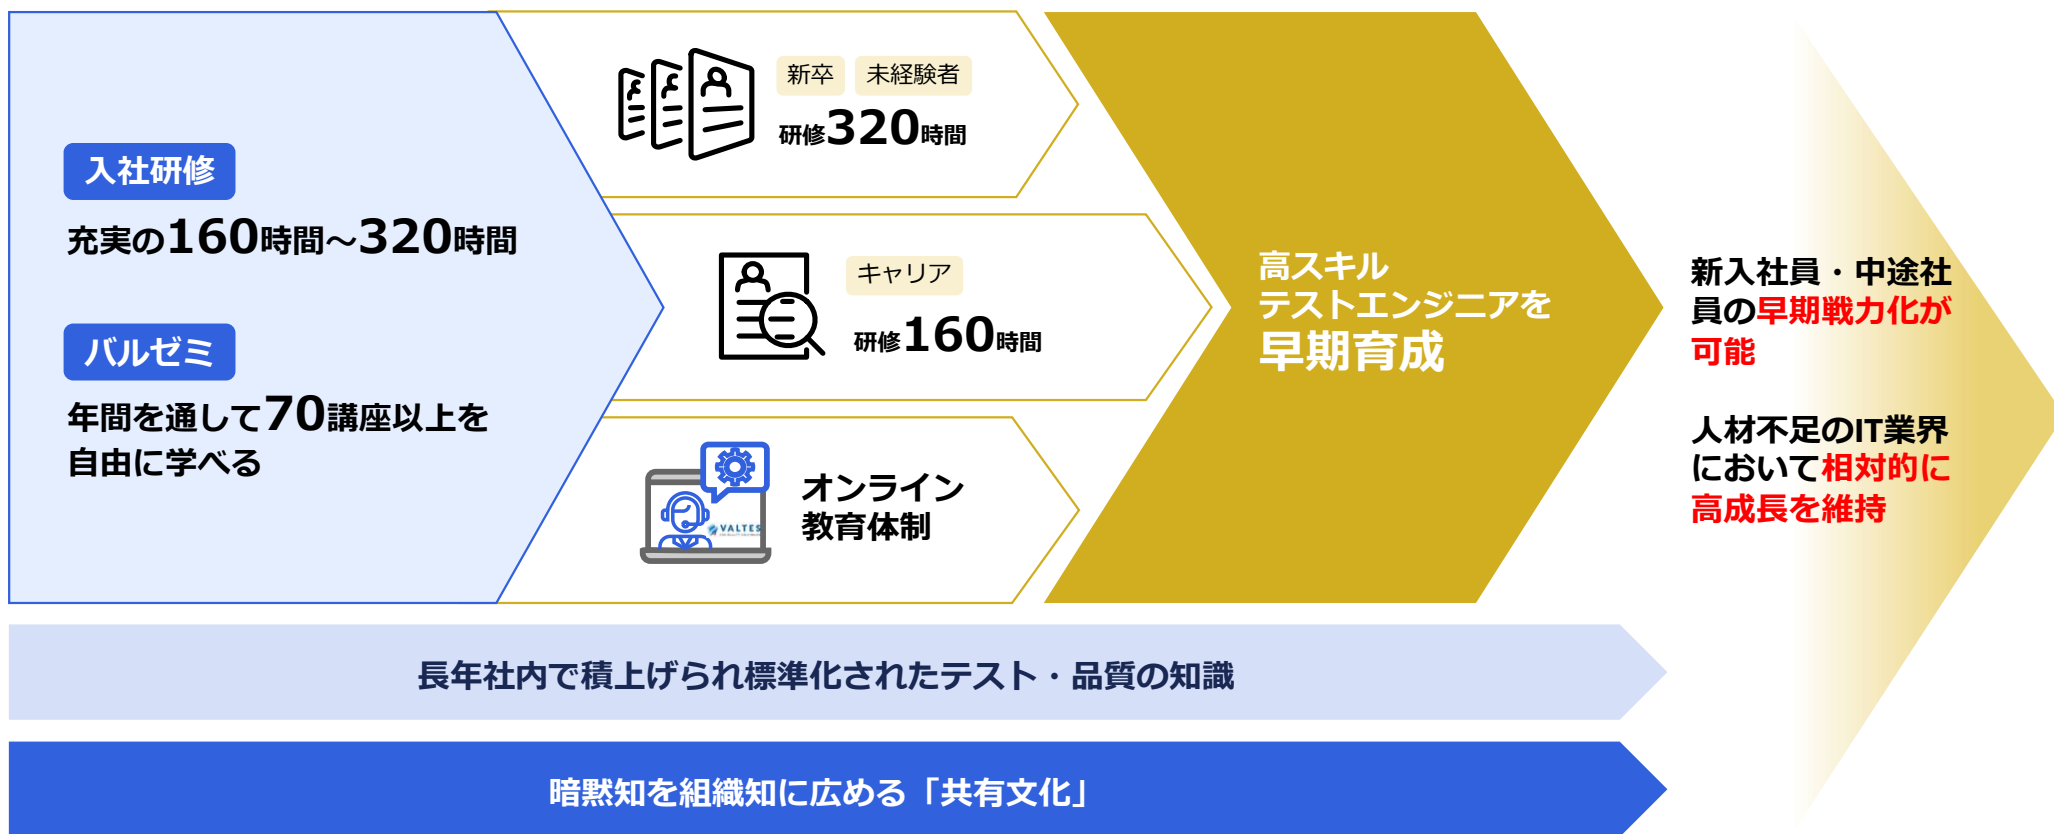 入社研修
充実の160時間～320時間
バルゼミ
年間を通して70講座以上を
自由に学べる
新卒 未経験者
研修320時間
キャリア
研修160時間
VALTES
オンライン
教育体制
高スキル
テストエンジニアを
早期育成
新入社員・中途社
員の早期戦力化が
可能
人材不足のIT業界
において相対的に
高成長を維持
長年社内で積上げられ標準化されたテスト・品質の知識
暗黙知を組織知に広める「共有文化」